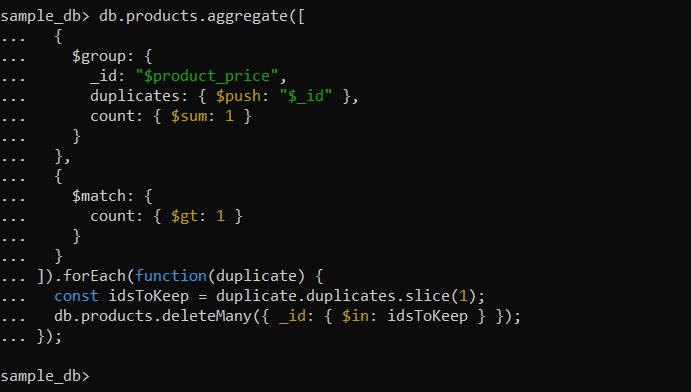 sample_db> db.products.aggregate([
...   {
...     $group: {
...       _id: "$product_price",
...       duplicates: { $push: "$_id" },
...       count: { $sum: 1 }
...     }
...   },
...   {
...     $match: {
...       count: { $gt: 1 }
...     }
...   }
... ]).forEach(function(duplicate) {
...   const idsToKeep = duplicate.duplicates.slice(1);
...   db.products.deleteMany({ _id: { $in: idsToKeep } });
... });
sample_db>